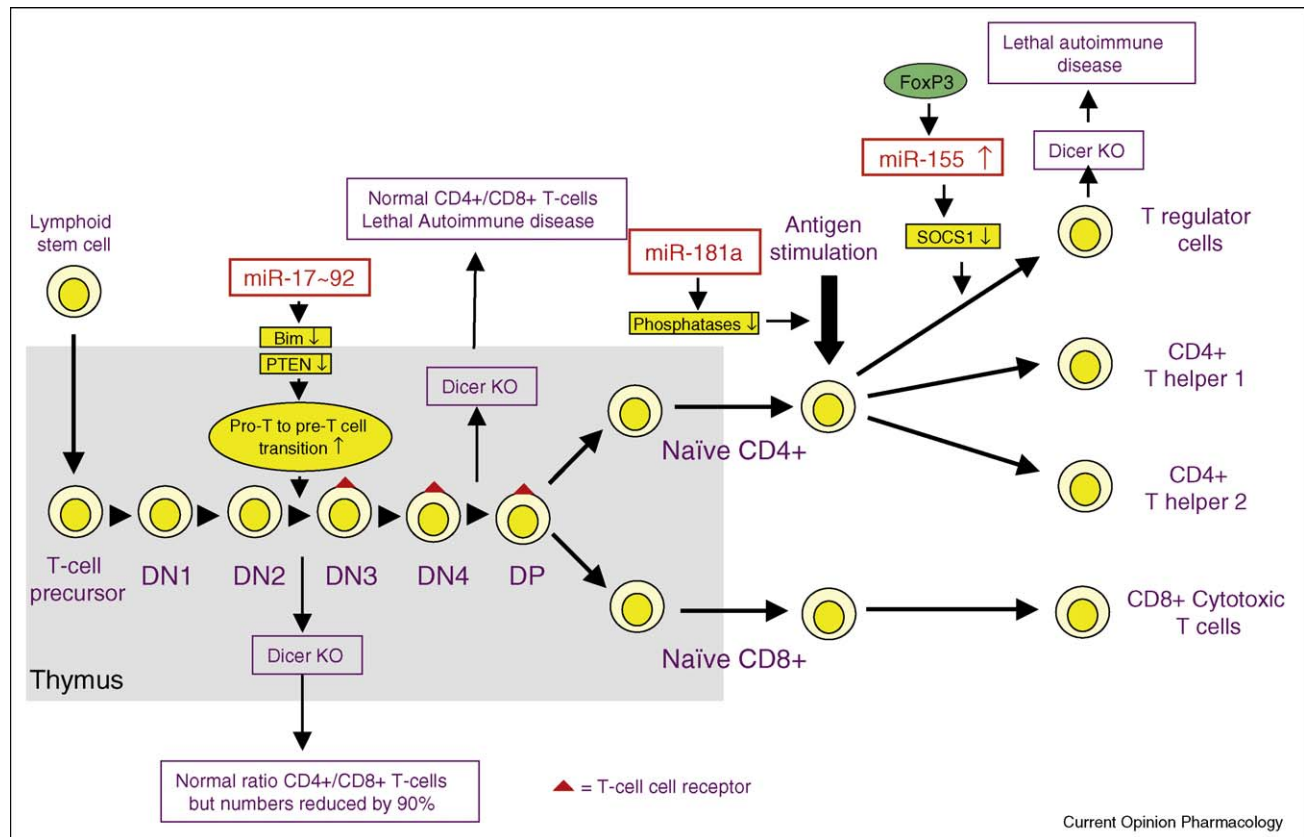 Lethal autoimmune
disease
FoxP3
miR-155 ↑
Dicer KO
Normal CD4+/CD8+ T-cells
Lethal Autoimmune disease
Antigen
stimulation
T regulator
cells
Lymphoid
stem cell
SOCS1 ↓
miR-181a
miR-17~92
Phosphatases ↓
Bim ↓
PTEN ↓
CD4+
T helper 1
Dicer KO
Pro-T to pre-T cell
transition ↑
Naïve CD4+
CD4+
T helper 2
T-cell
precursor
DN1
DN2
DN3
DN4
DP
CD8+ Cytotoxic
T cells
Dicer KO
Naïve CD8+
Thymus
Normal ratio CD4+/CD8+ T-cells
but numbers reduced by 90%
= T-cell cell receptor
Current Opinion Pharmacology